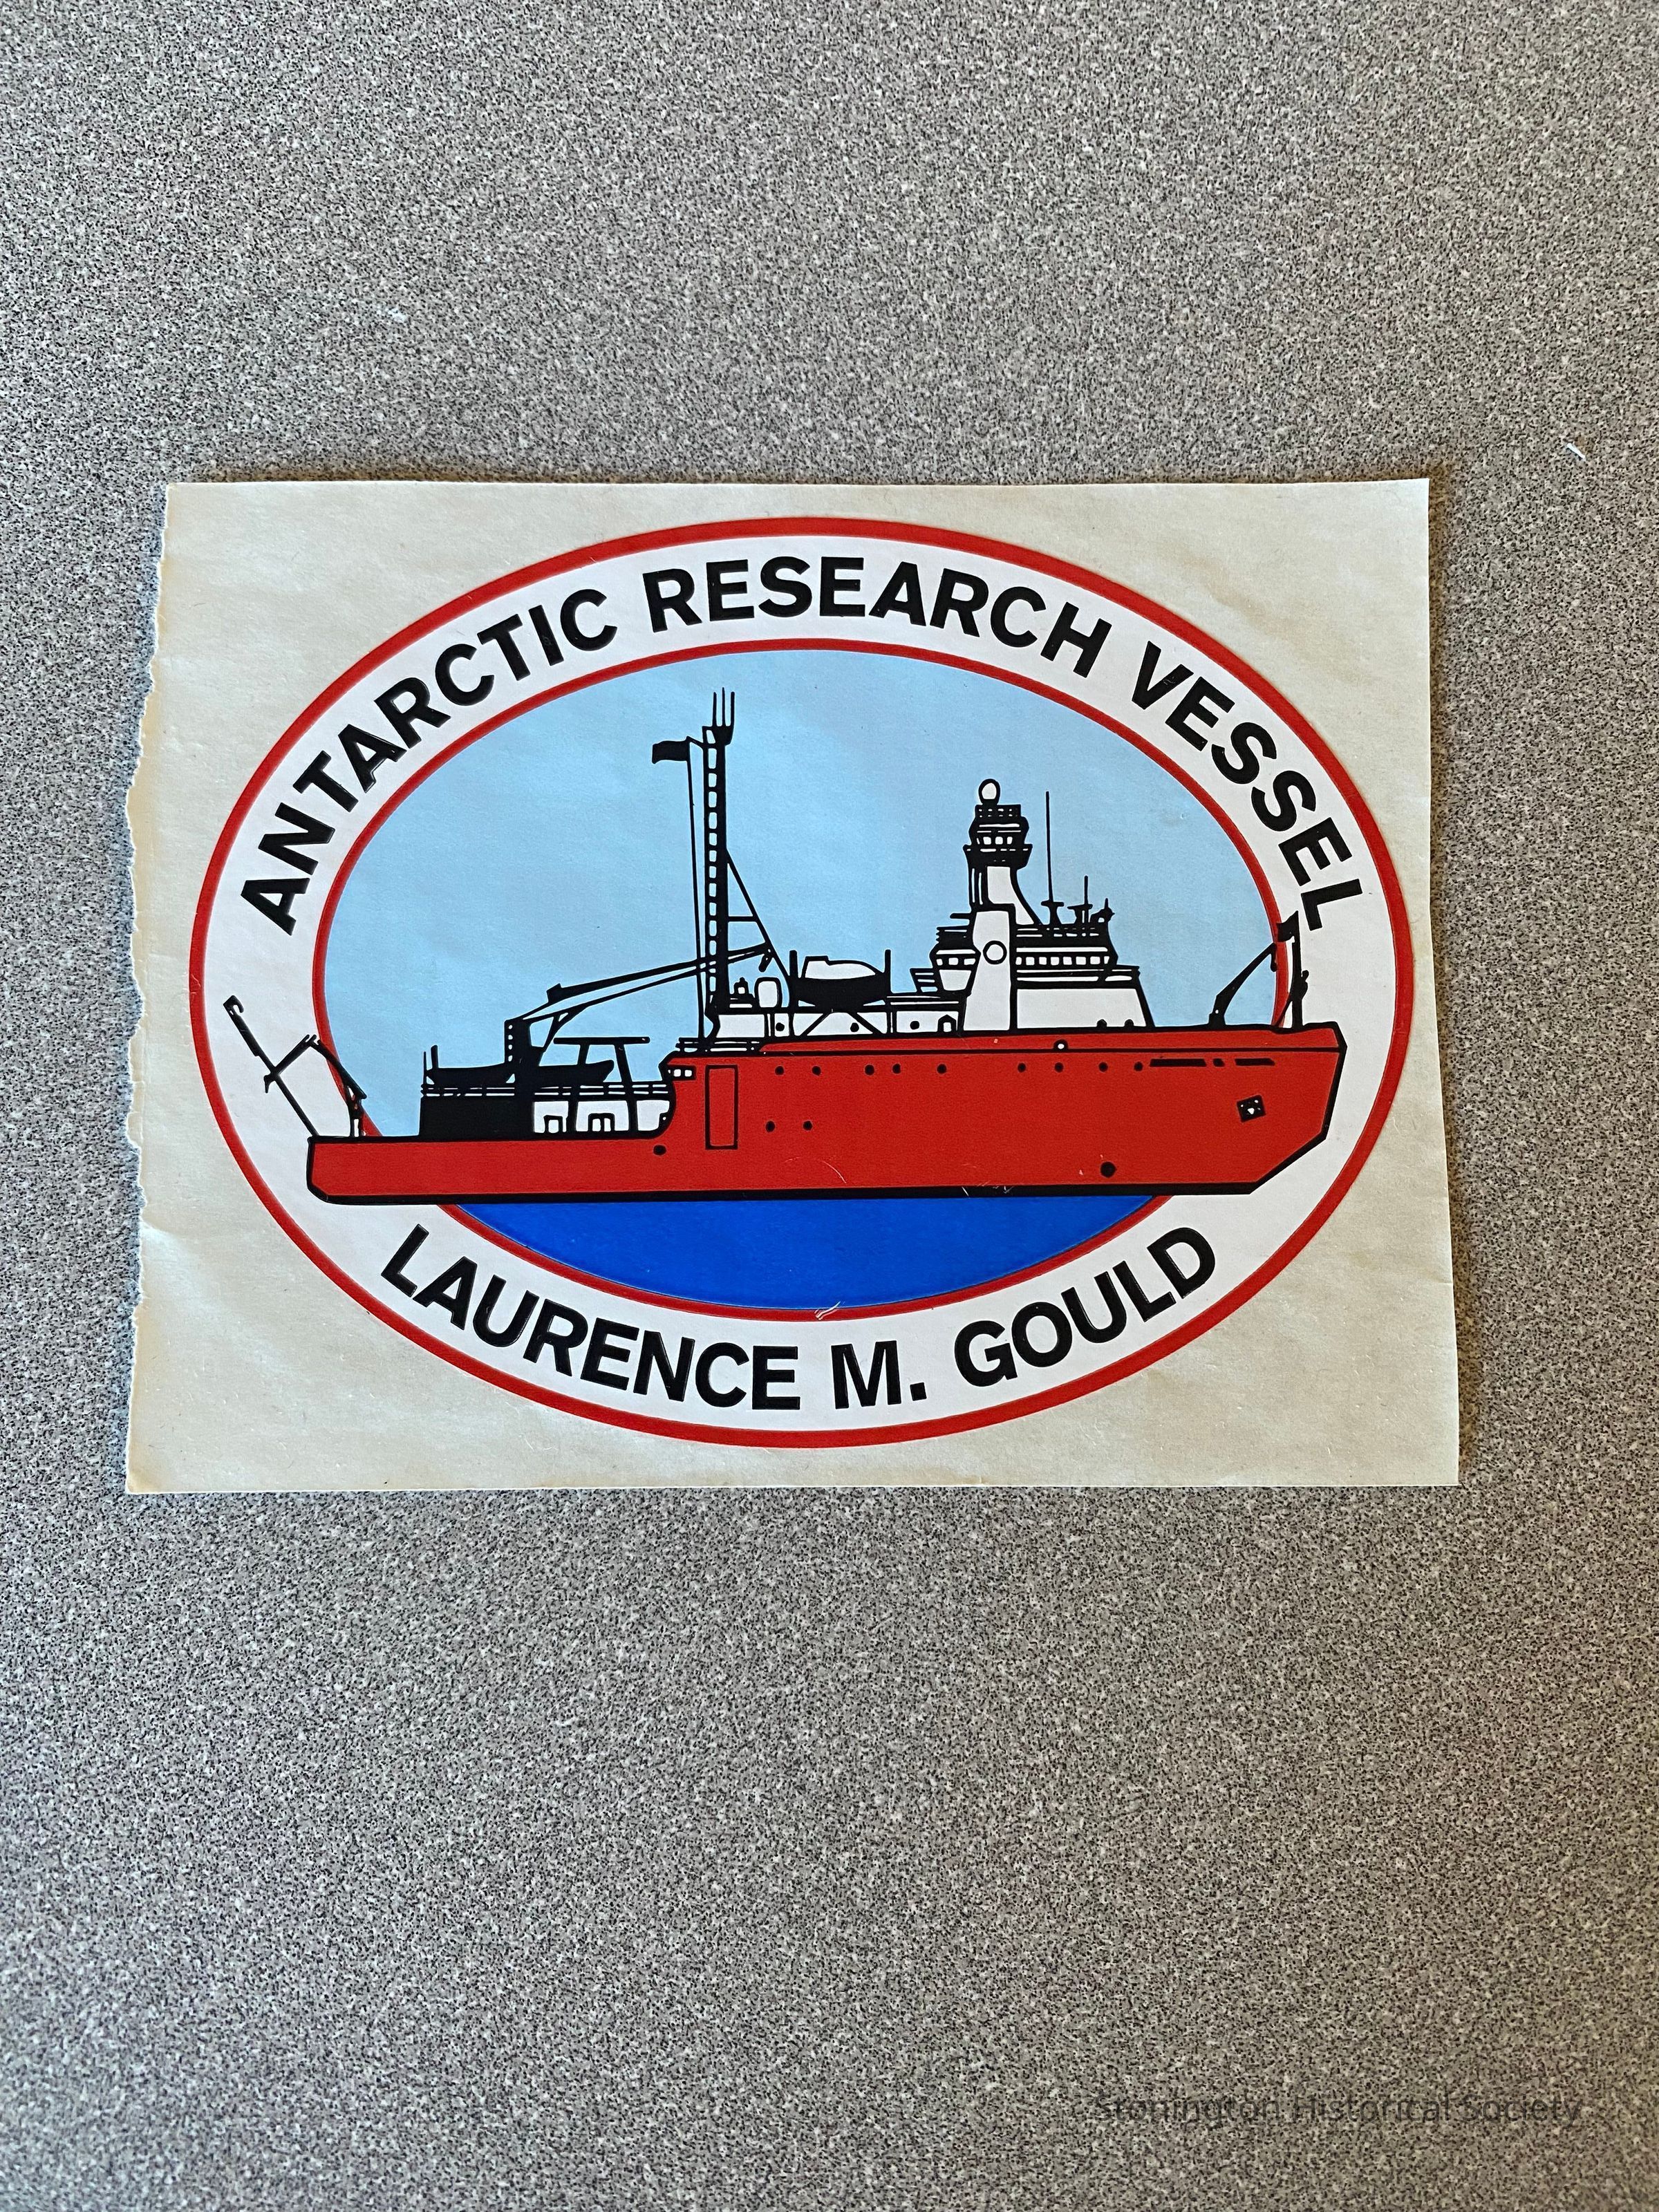 ANTARCTIC RESEARCH VESSEL
LAURENCE M. GOULD
Stonington Historical Society